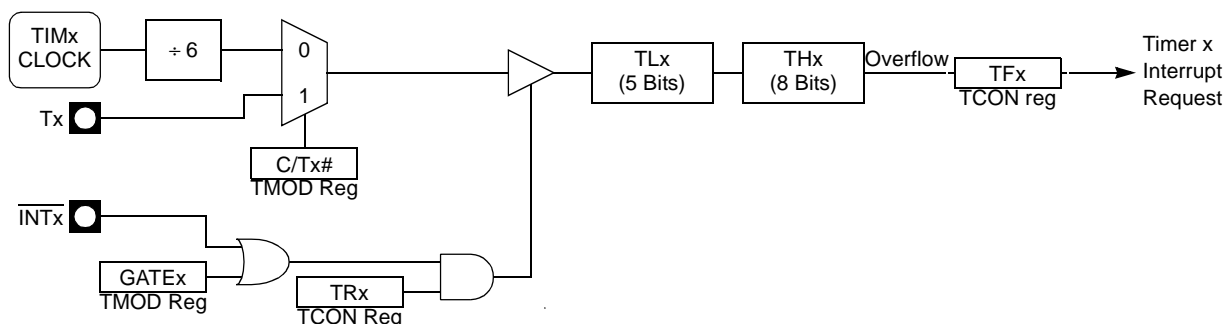 TIMx
CLOCK
÷ 6
0
1
Tx
C/Tx#
TMOD Reg
TLx
(5 Bits)
THx
(8 Bits)
Overflow
TFx
TCON reg
Timer x
Interrupt
Request
INTx
GATEx
TMOD Reg
TRx
TCON Reg